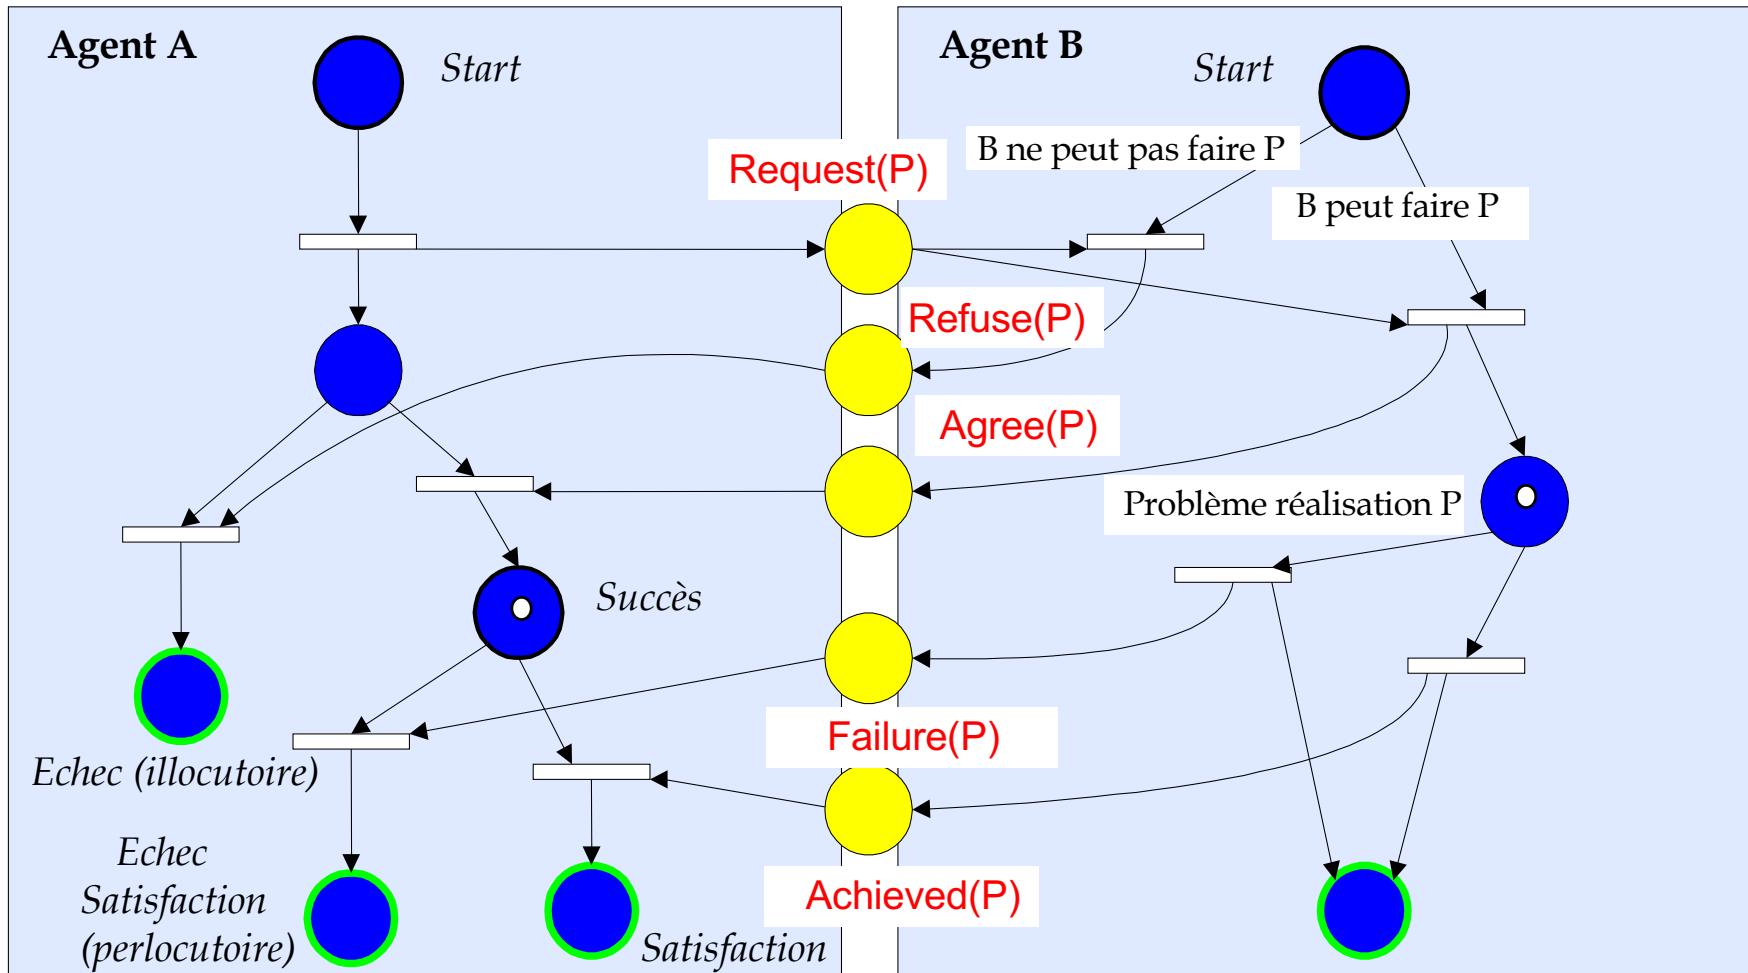 Agent A
Start
Agent B
Start
B ne peut pas faire P
Request(P)
B peut faire P
Refuse(P)
Agree(P)
Problème réalisation P
Succès
Failure(P)
Echec (illocutoire)
Echec
Satisfaction
(perlocutoire)
Satisfaction
Achieved(P)